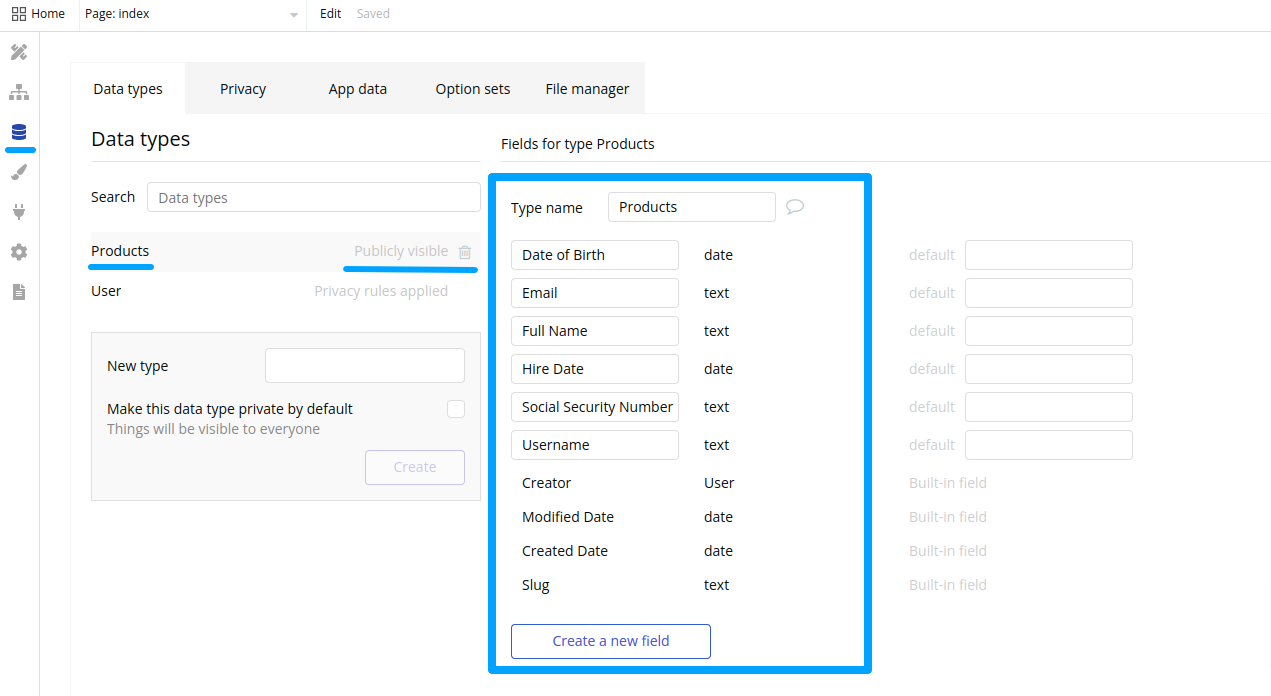 Home Page: index Edit Saved
Data types Privacy App data Option sets File manager
Data types
Search Data types
Products Publicly visible
User Privacy rules applied
New type
Make this data type private by default
Things will be visible to everyone
Create
Fields for type Products
Type name Products
Date of Birth date default
Email text default
Full Name text default
Hire Date date default
Social Security Number text default
Username text default
Creator User Built-in field
Modified Date date Built-in field
Created Date date Built-in field
Slug text Built-in field
Create a new field